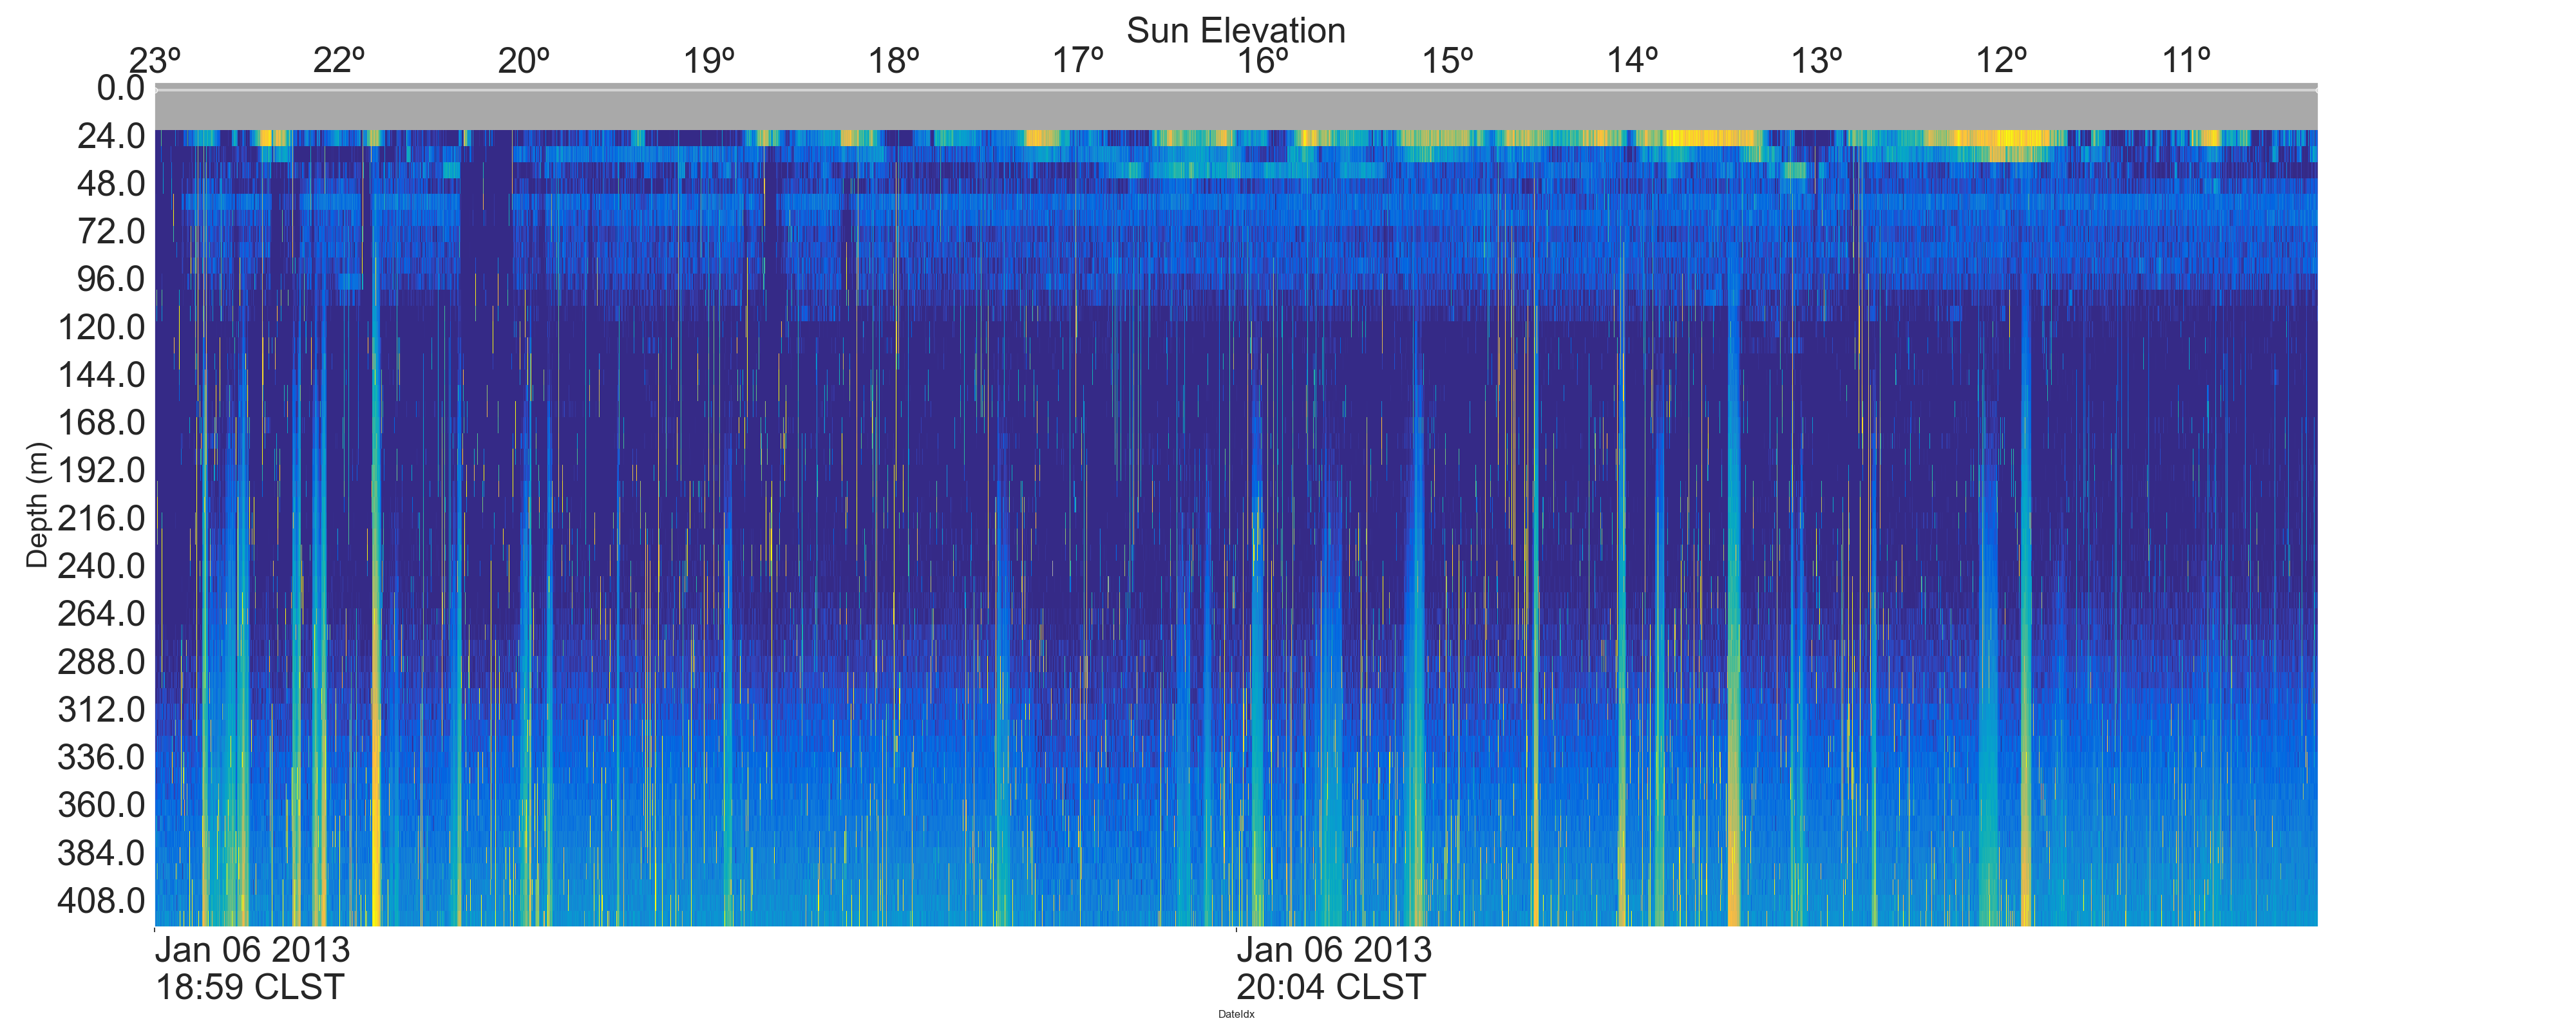 Sun Elevation
23º 22º 20º 19º 18º 17º 16º 15º 14º 13º 12º 11º
0.0
24.0
48.0
72.0
96.0
120.0
144.0
168.0
192.0
216.0
240.0
264.0
288.0
312.0
336.0
360.0
384.0
408.0
Depth (m)
Jan 06 2013
18:59 CLST
Jan 06 2013
20:04 CLST
DateIdx